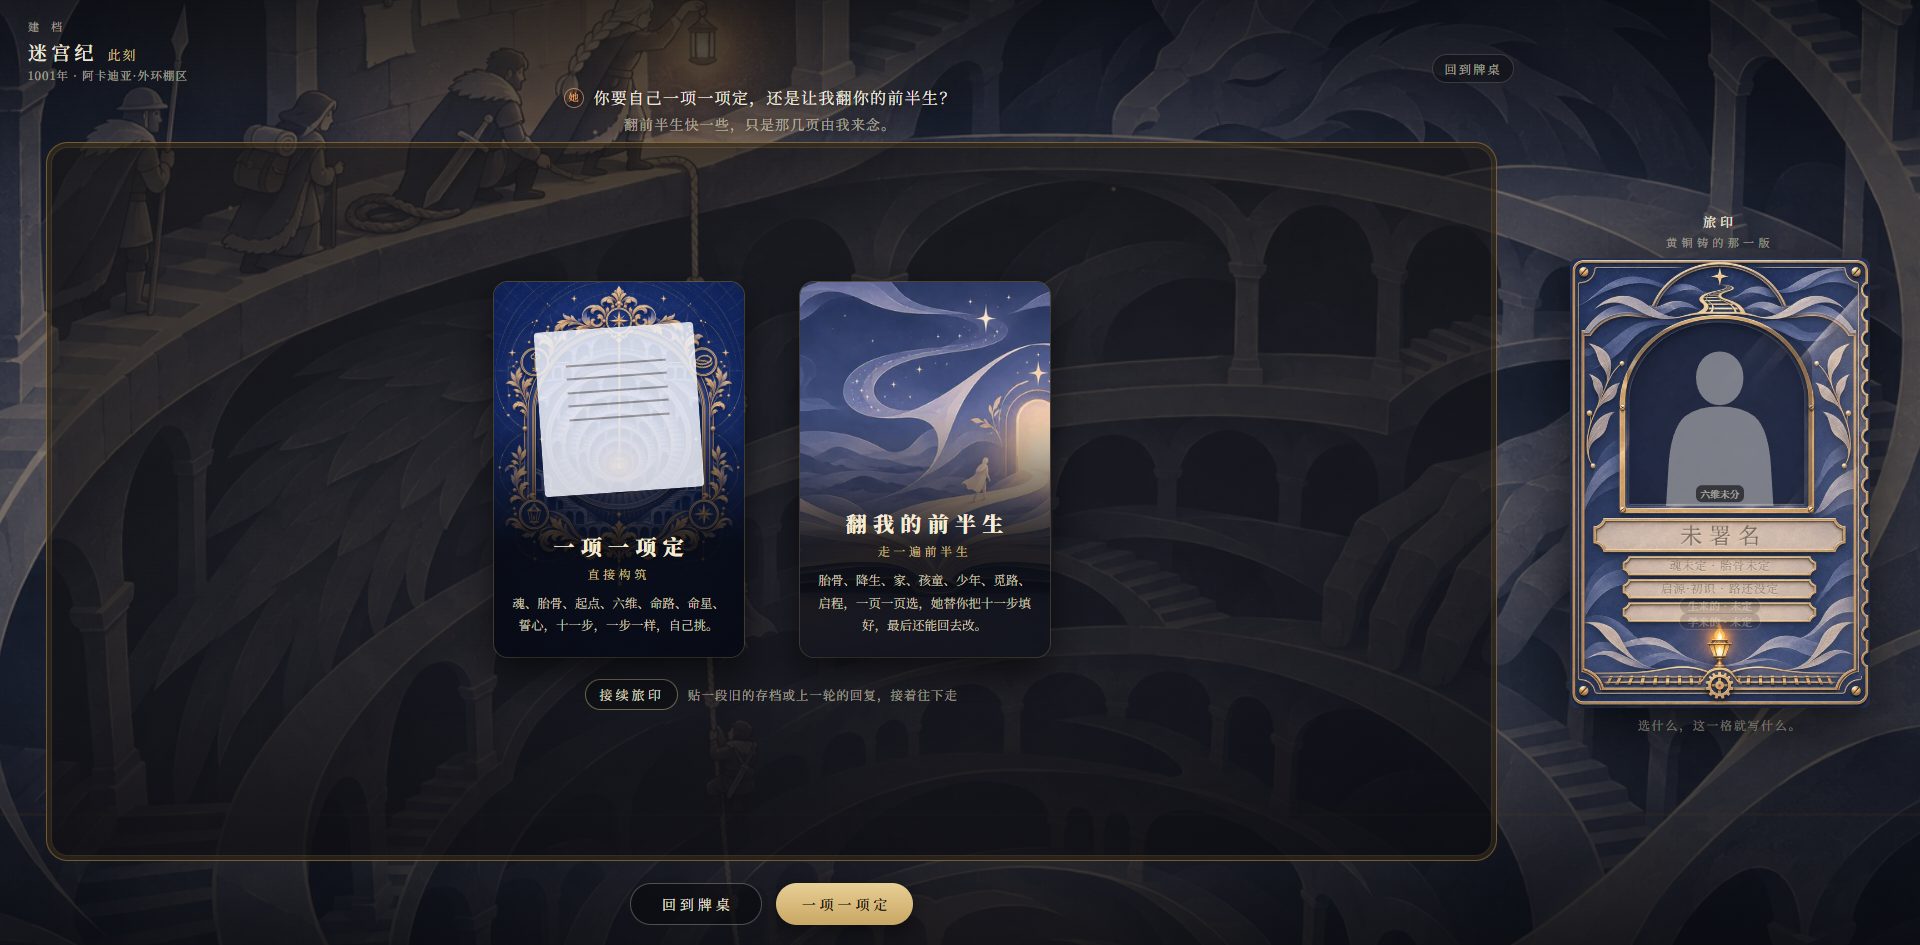 建 档
迷宫纪 此刻
1001年 · 阿卡迪亚·外环棚区
回到牌桌
她 你要自己一项一项定，还是让我翻你的前半生？
翻前半生快一些，只是那几页由我来念。
一项一项定
直接构筑
魂、胎骨、起点、六维、命路、命星、
誓心，十一步，一步一样，自己挑。
翻我的前半生
走一遍前半生
胎骨、降生、家、孩童、少年、觅路、
启程，一页一页选，她替你把十一步填
好，最后还能回去改。
接续旅印 贴一段旧的存档或上一轮的回复，接着往下走
回到牌桌
一项一项定
旅印
黄铜铸的那一版
六维未分
未署名
魂未定 · 胎骨未定
启源·初识 · 路还没定
生来的 · 未定
学来的 · 未定
选什么，这一格就写什么。